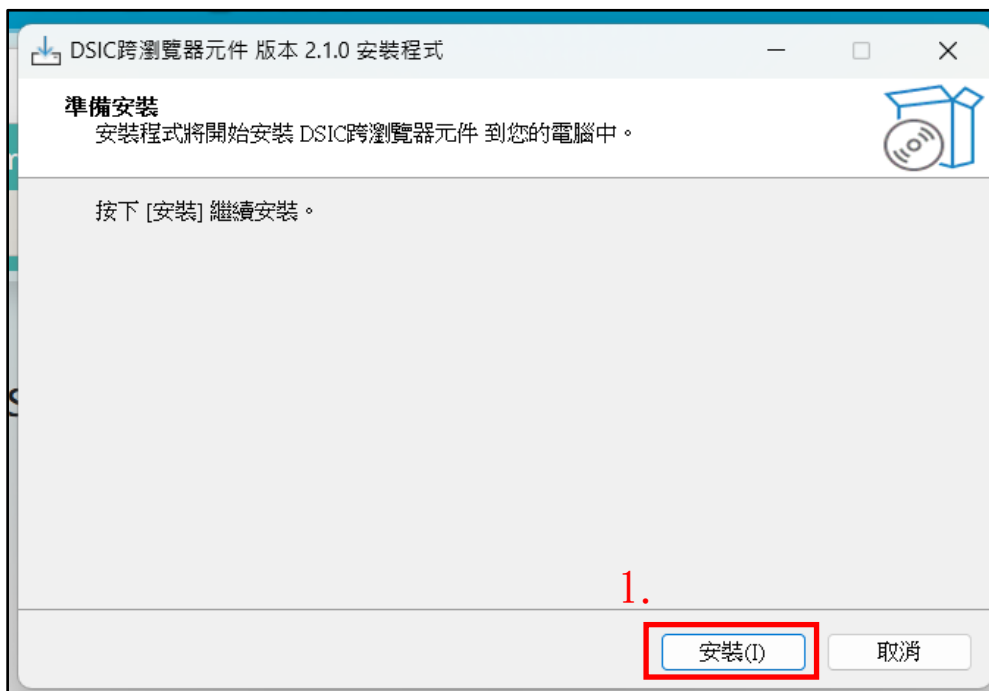 DSIC跨瀏覽器元件 版本 2.1.0 安裝程式
準備安裝
安裝程式將開始安裝 DSIC跨瀏覽器元件 到您的電腦中。
按下 [安裝] 繼續安裝。
1.
安裝(I)
取消